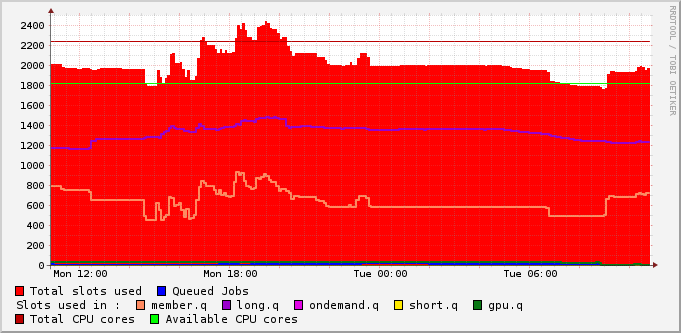 2400
2200
2000
1800
1600
1400
1200
1000
800
600
400
200
0
Mon 12:00 Mon 18:00 Tue 00:00 Tue 06:00
Total slots used Queued Jobs
Slots used in : member.q long.q ondemand.q short.q gpu.q
Total CPU cores Available CPU cores
RRDTOOL / TOBI OETIKER